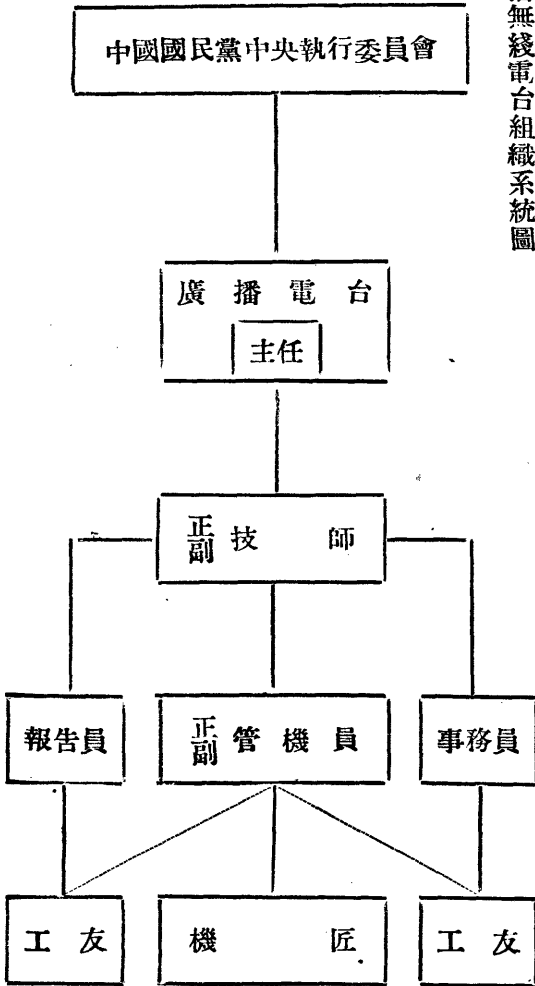 無綫電台組織系統圖
中國國民黨中央執行委員會
廣播電台
主任
正副技師
報告員
正副管機員
事務員
工友
機匠
工友